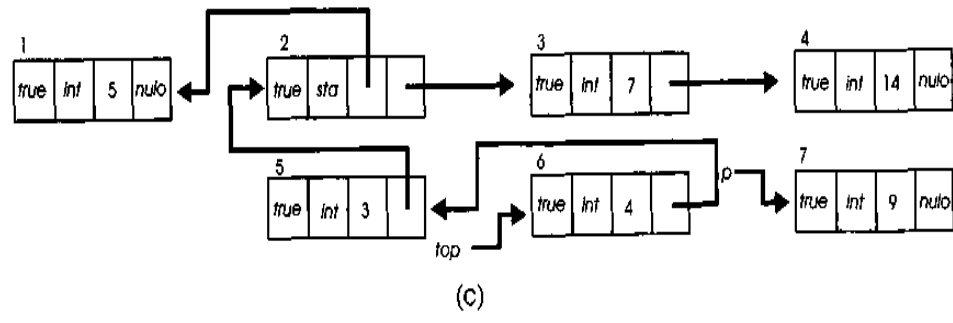 1
true int 5 nulo
2
true sta
3
true int 7
4
true int 14 nulo
5
true int 3
6
true int 4
p
7
true int 9 nulo
top
(c)